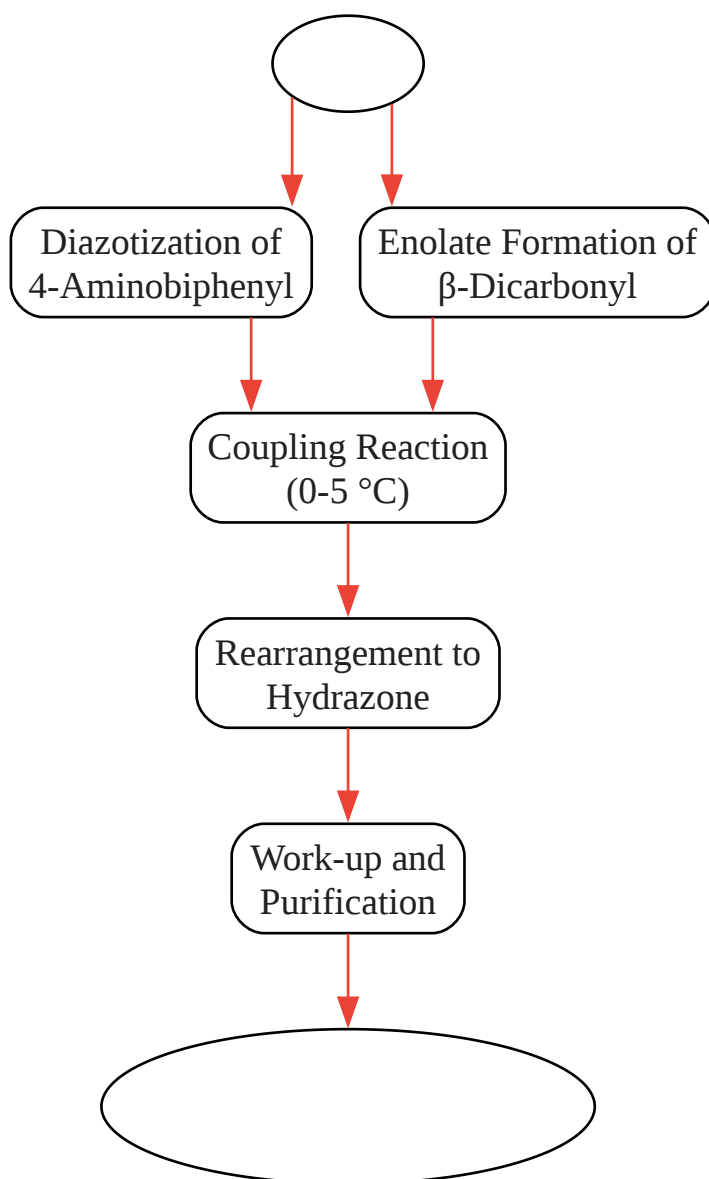 Diazotization of
4-Aminobiphenyl
Enolate Formation of
β-Dicarbonyl
Coupling Reaction
(0-5 °C)
Rearrangement to
Hydrazone
Work-up and
Purification